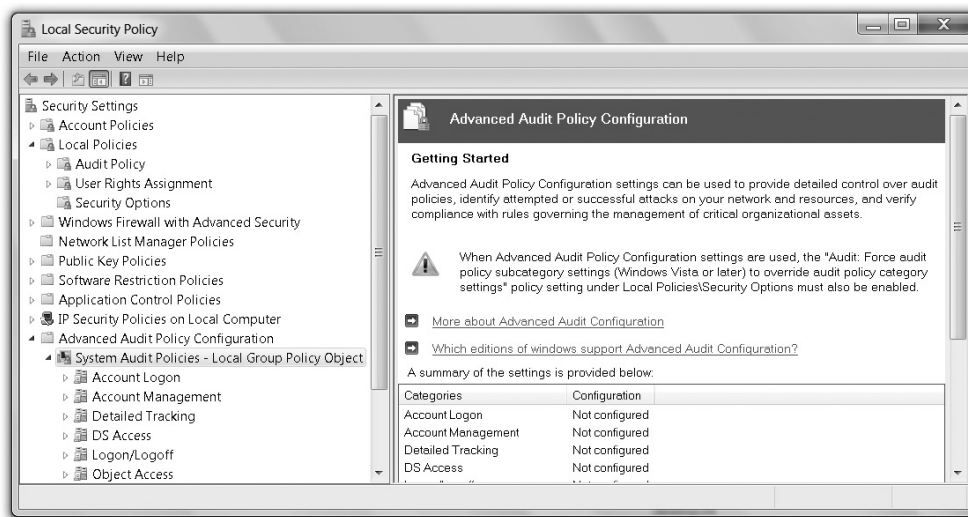 Local Security Policy
File Action View Help
Security Settings
Account Policies
Local Policies
Audit Policy
User Rights Assignment
Security Options
Windows Firewall with Advanced Security
Network List Manager Policies
Public Key Policies
Software Restriction Policies
Application Control Policies
IP Security Policies on Local Computer
Advanced Audit Policy Configuration
System Audit Policies - Local Group Policy Object
Account Logon
Account Management
Detailed Tracking
DS Access
Logon/Logoff
Object Access
Advanced Audit Policy Configuration
Getting Started
Advanced Audit Policy Configuration settings can be used to provide detailed control over audit
policies, identify attempted or successful attacks on your network and resources, and verify
compliance with rules governing the management of critical organizational assets.
When Advanced Audit Policy Configuration settings are used, the "Audit: Force audit
policy subcategory settings (Windows Vista or later) to override audit policy category
settings" policy setting under Local Policies\Security Options must also be enabled.
More about Advanced Audit Configuration
Which editions of windows support Advanced Audit Configuration?
A summary of the settings is provided below:
Categories Configuration
Account Logon Not configured
Account Management Not configured
Detailed Tracking Not configured
DS Access Not configured